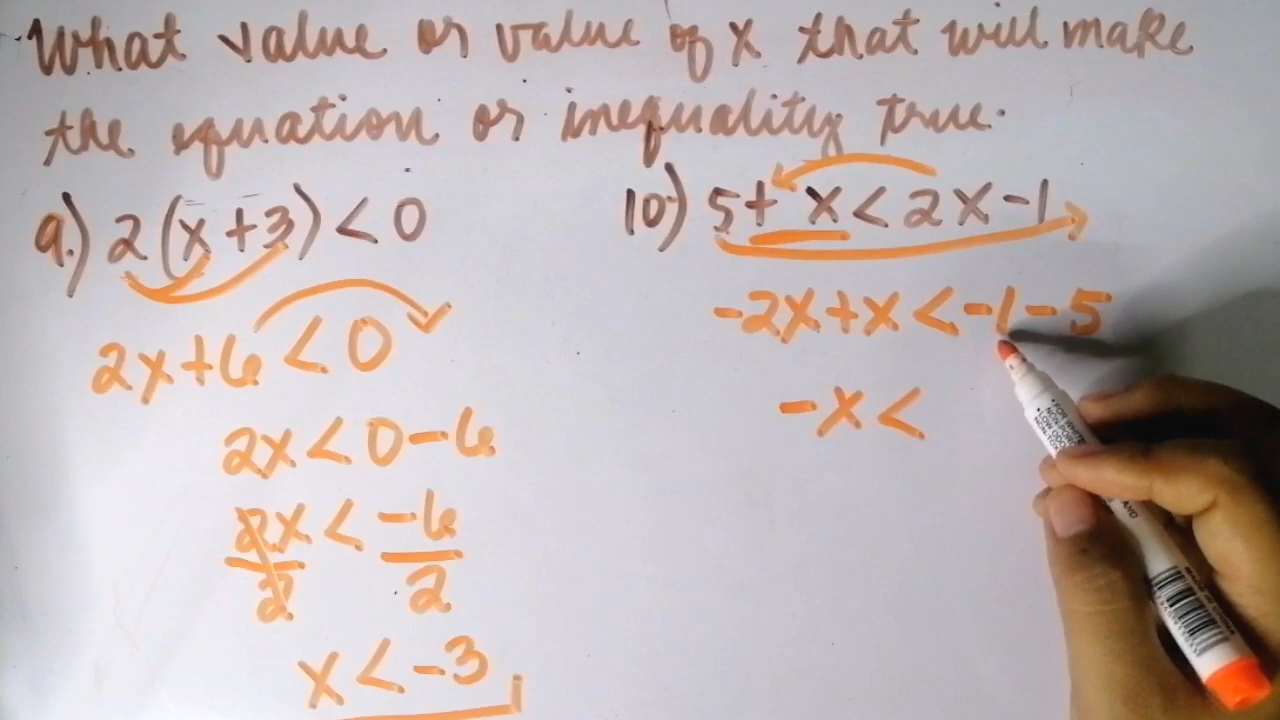 What value or value of x that will make
the equation or inequality true.
9.) 2(x+3) < 0
2x+6 < 0
2x < 0-6
2x < -6
2 2
x < -3
10.) 5+ x < 2x-1
-2x+x < -1-5
-x <